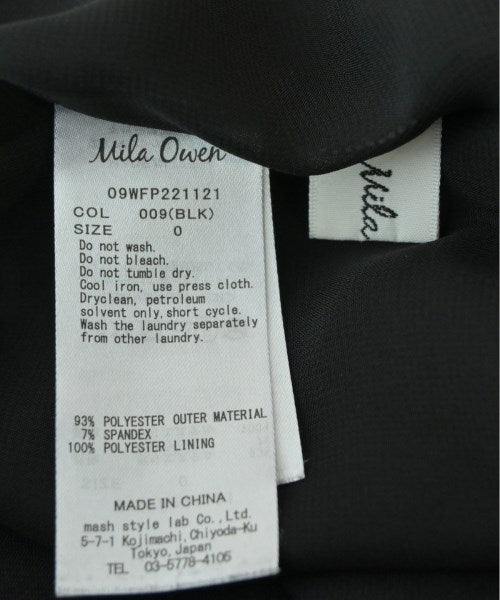 Mila Owen
09WFP221121
COL 009(BLK)
SIZE 0
Do not wash.
Do not bleach.
Do not tumble dry.
Cool iron, use press cloth.
Dryclean, petroleum
solvent only,short cycle.
Wash the laundry separately
from other laundry.
93% POLYESTER OUTER MATERIAL
7% SPANDEX
100% POLYESTER LINING
MADE IN CHINA
mash style lab Co.,Ltd.
5-7-1 Kojimachi,Chiyoda-Ku
Tokyo,Japan
TEL 03-5778-4105
Mila